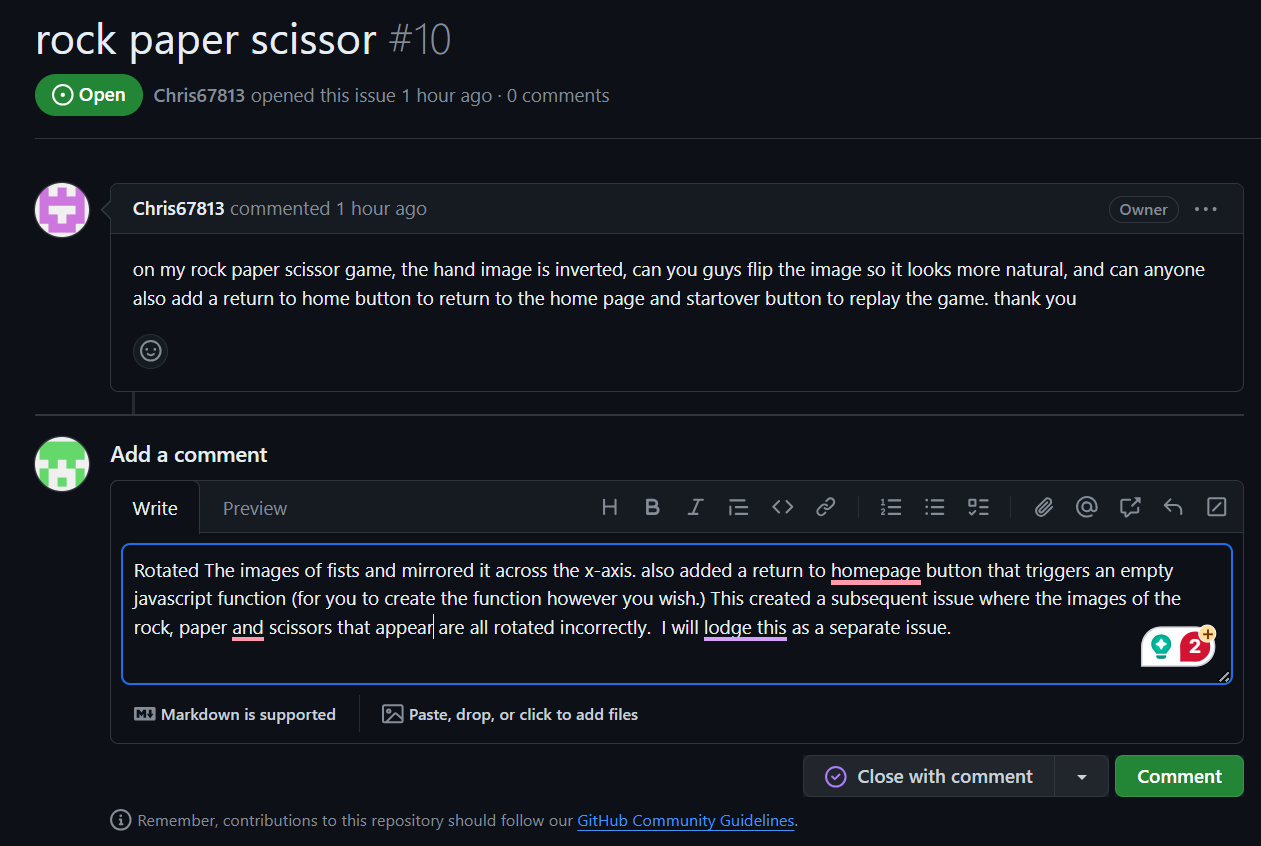 rock paper scissor #10
Open Chris67813 opened this issue 1 hour ago · 0 comments
Chris67813 commented 1 hour ago Owner
on my rock paper scissor game, the hand image is inverted, can you guys flip the image so it looks more natural, and can anyone
also add a return to home button to return to the home page and startover button to replay the game. thank you
Add a comment
Write Preview
Rotated The images of fists and mirrored it across the x-axis. also added a return to homepage button that triggers an empty
javascript function (for you to create the function however you wish.) This created a subsequent issue where the images of the
rock, paper and scissors that appear are all rotated incorrectly.  I will lodge this as a separate issue.
2
Markdown is supported Paste, drop, or click to add files
Close with comment Comment
Remember, contributions to this repository should follow our GitHub Community Guidelines.